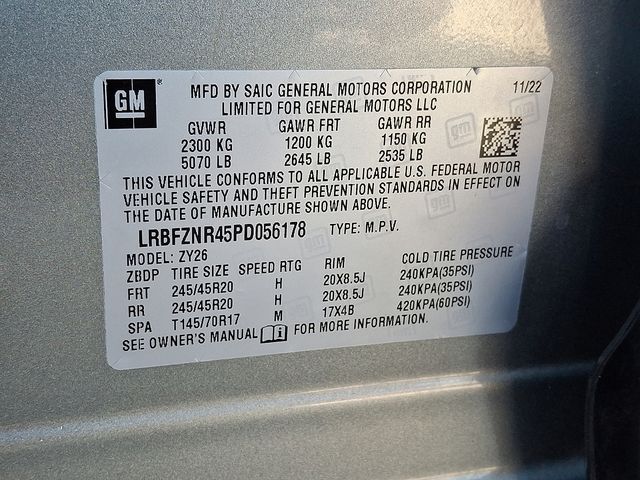 GM
MFD BY SAIC GENERAL MOTORS CORPORATION 11/22
LIMITED FOR GENERAL MOTORS LLC
GVWR GAWR FRT GAWR RR
2300 KG 1200 KG 1150 KG
5070 LB 2645 LB 2535 LB
THIS VEHICLE CONFORMS TO ALL APPLICABLE U.S. FEDERAL MOTOR
VEHICLE SAFETY AND THEFT PREVENTION STANDARDS IN EFFECT ON
THE DATE OF MANUFACTURE SHOWN ABOVE.
LRBFZNR45PD056178 TYPE: M.P.V.
MODEL: ZY26
ZBDP TIRE SIZE SPEED RTG RIM COLD TIRE PRESSURE
FRT 245/45R20 H 20X8.5J 240KPA(35PSI)
RR 245/45R20 H 20X8.5J 240KPA(35PSI)
SPA T145/70R17 M 17X4B 420KPA(60PSI)
SEE OWNER'S MANUAL FOR MORE INFORMATION.